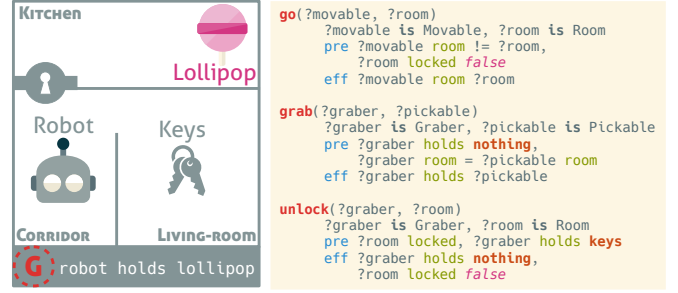 Kitchen
Lollipop
Robot
Keys
Corridor
Living-room
G robot holds lollipop
go(?movable, ?room)
?movable is Movable, ?room is Room
pre ?movable room != ?room,
?room locked false
eff ?movable room ?room
grab(?graber, ?pickable)
?graber is Graber, ?pickable is Pickable
pre ?graber holds nothing,
?graber room = ?pickable room
eff ?graber holds ?pickable
unlock(?graber, ?room)
?graber is Graber, ?room is Room
pre ?room locked, ?graber holds keys
eff ?graber holds nothing,
?room locked false